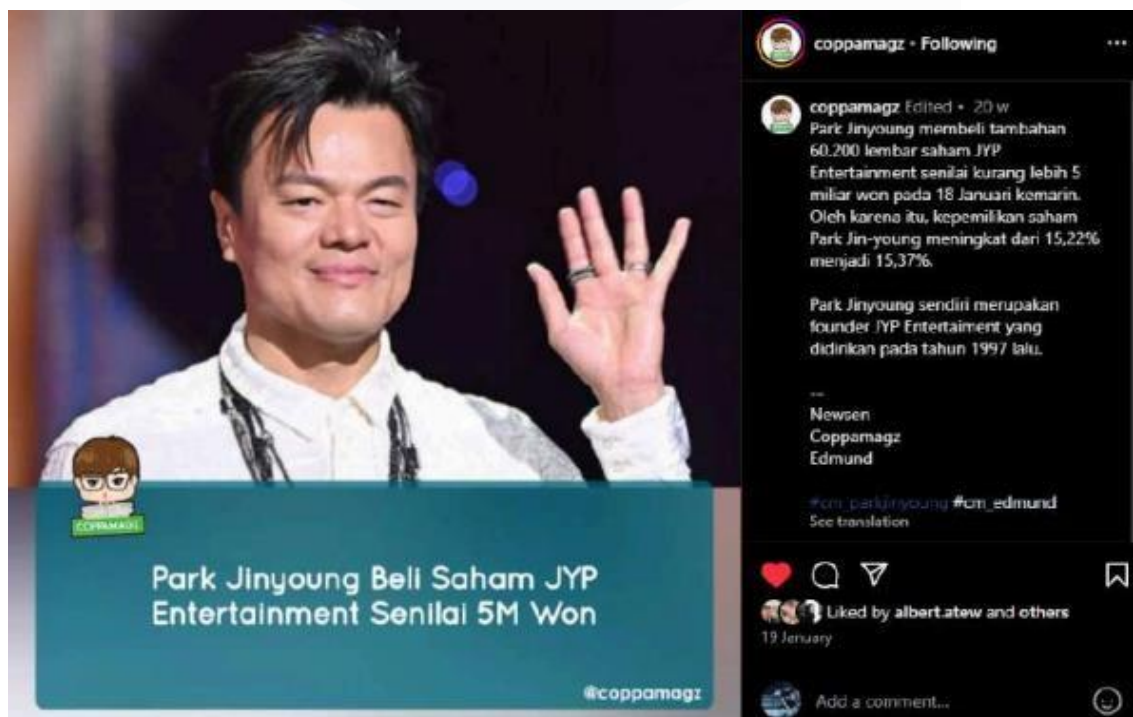 COPPAMAGZ
Park Jinyoung Beli Saham JYP
Entertainment Senilai 5M Won
@coppamagz
coppamagz • Following
coppamagz Edited • 20 w
Park Jinyoung membeli tambahan
60.200 lembar saham JYP
Entertainment senilai kurang lebih 5
miliar won pada 18 Januari kemarin.
Oleh karena itu, kepemilikan saham
Park Jin-young meningkat dari 15,22%
menjadi 15,37%.
Park Jinyoung sendiri merupakan
founder JYP Entertaiment yang
didirikan pada tahun 1997 lalu.
---
Newsen
Coppamagz
Edmund
#cm_parkjinyoung #cm_edmund
See translation
Liked by albert.atew and others
19 January
Add a comment...